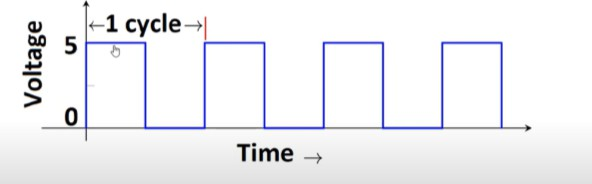 ←1 cycle→
Voltage
5
0
Time →